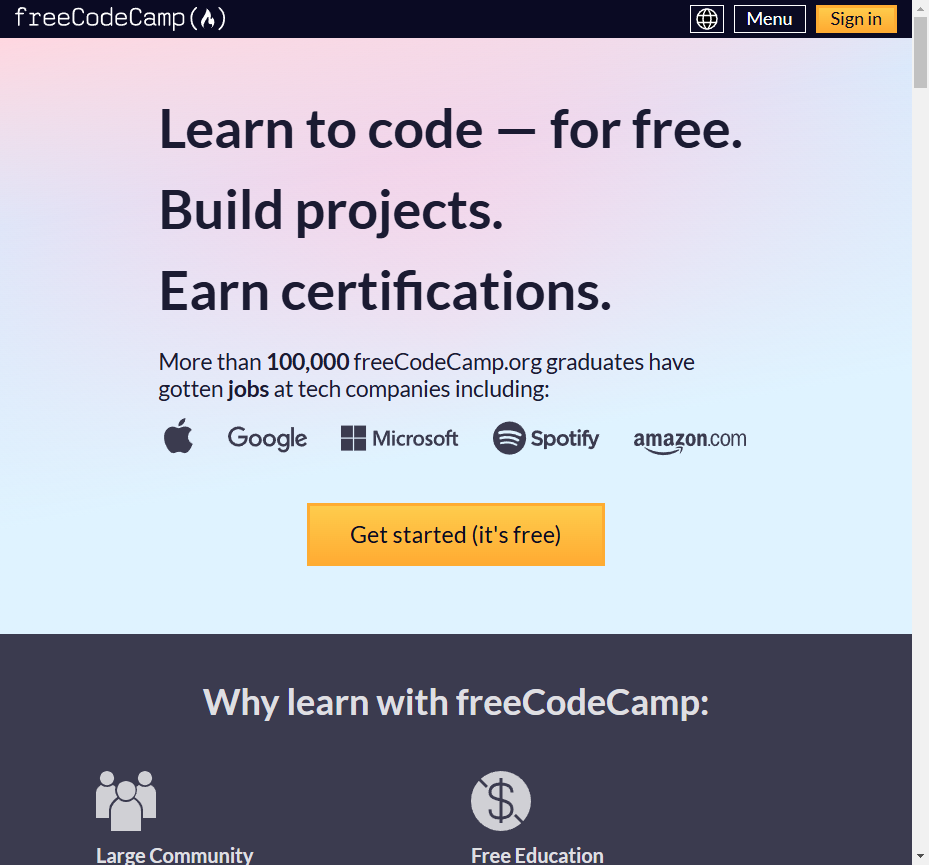 freeCodeCamp(🔥)
Menu
Sign in
Learn to code — for free.
Build projects.
Earn certifications.
More than 100,000 freeCodeCamp.org graduates have
gotten jobs at tech companies including:
Google
Microsoft
Spotify
amazon.com
Get started (it's free)
Why learn with freeCodeCamp:
Large Community
Free Education